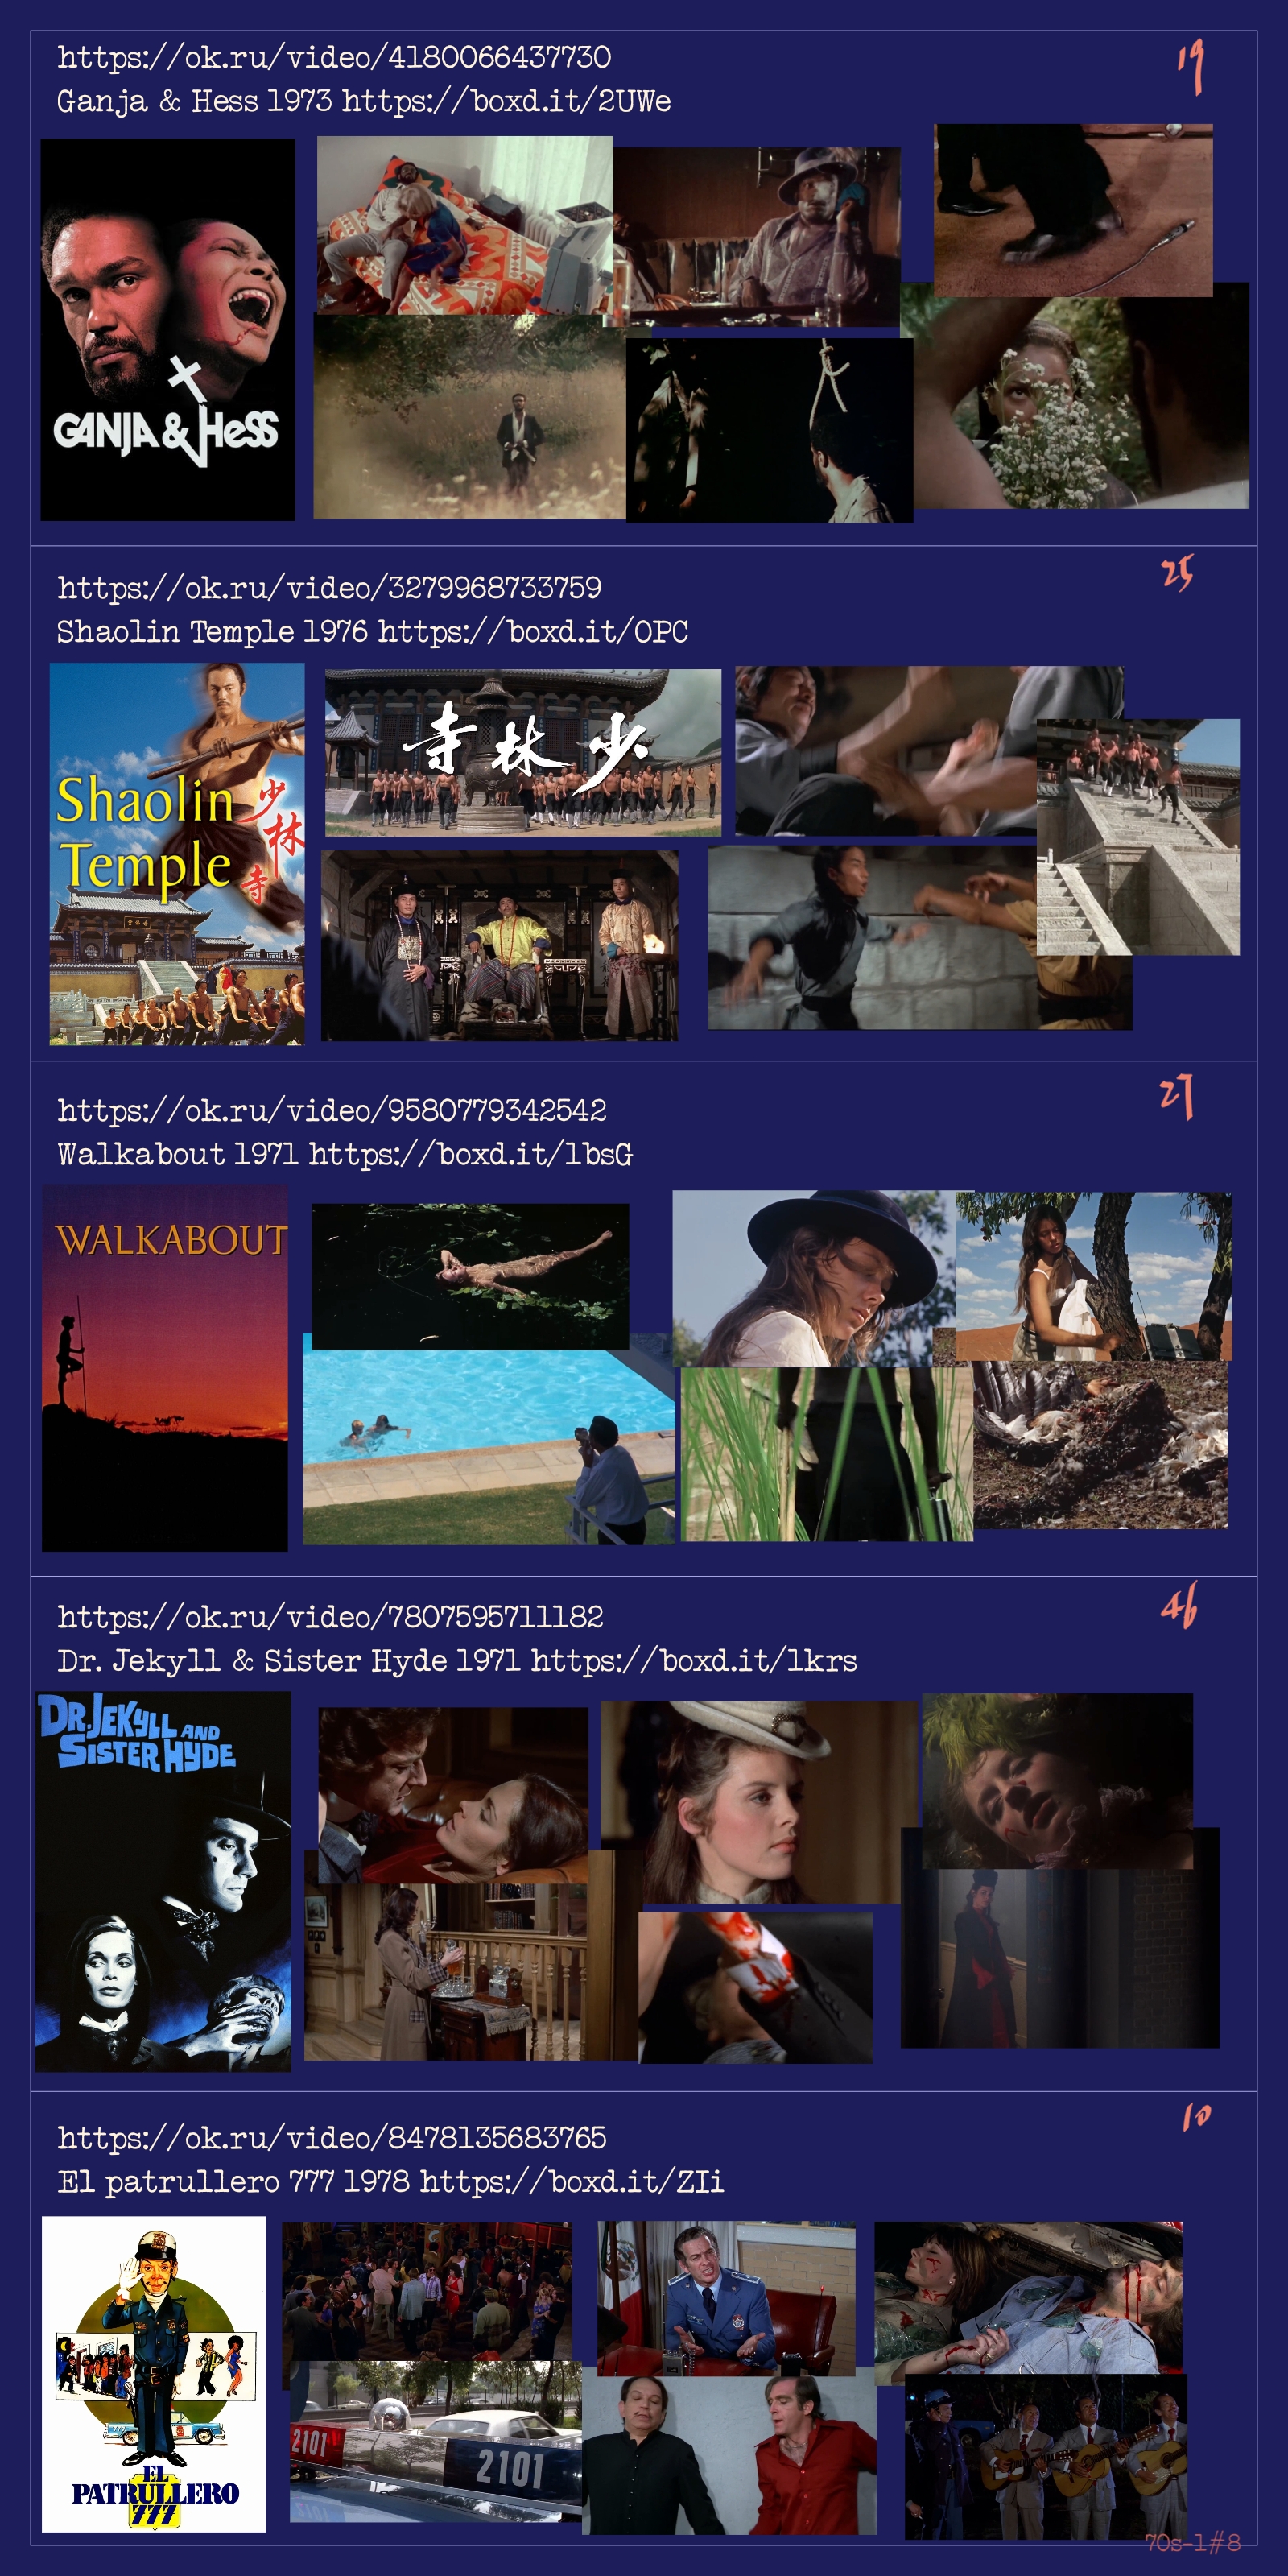 https://ok.ru/video/4180066437730
19
Ganja & Hess 1973 https://boxd.it/2UWe
GANJA & HeSS
https://ok.ru/video/3279968733759
25
Shaolin Temple 1976 https://boxd.it/OPC
寺林少
Shaolin
Temple
少林寺
https://ok.ru/video/9580779342542
27
Walkabout 1971 https://boxd.it/1bsG
WALKABOUT
https://ok.ru/video/7807595711182
46
Dr. Jekyll & Sister Hyde 1971 https://boxd.it/1krs
DR. JEKYLL AND
SISTER HYDE
https://ok.ru/video/8478135683765
10
El patrullero 777 1978 https://boxd.it/ZIi
2101
2101
EL
PATRULLERO
777
70s-1#8